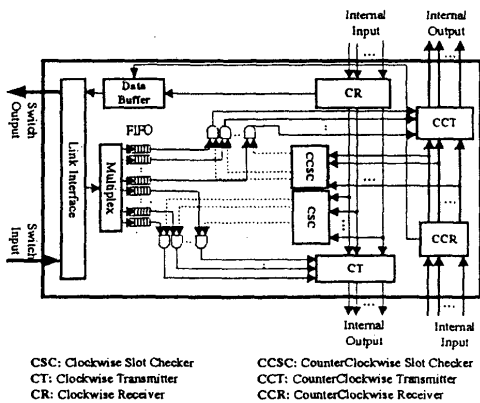 Internal Input
Internal Output
Switch Output
Data Buffer
CR
CCT
FIFO
Link Interface
Multiplex
CCSC
CSC
CCR
Switch Input
CT
Internal Output
Internal Input
CSC: Clockwise Slot Checker
CCSC: CounterClockwise Slot Checker
CT: Clockwise Transmitter
CCT: CounterClockwise Transmitter
CR: Clockwise Receiver
CCR: CounterClockwise Receiver